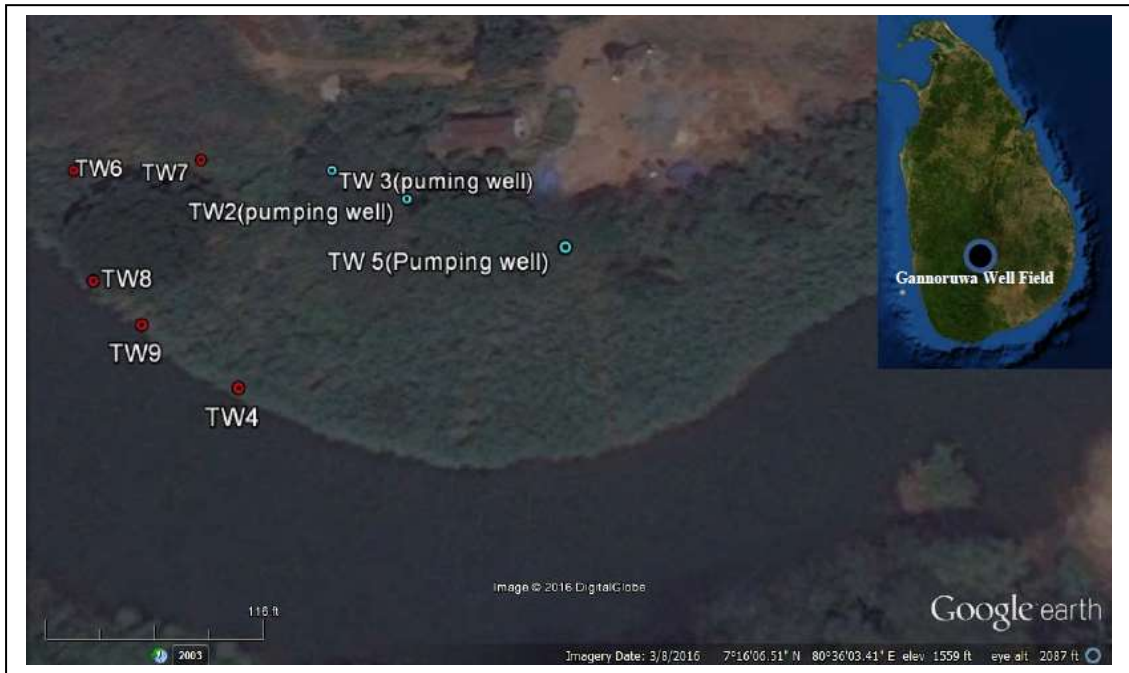 TW6
TW7
TW 3(puming well)
TW2(pumping well)
TW 5(Pumping well)
TW8
TW9
TW4
Gannoruwa Well Field
Image © 2016 DigitalGlobe
Google earth
116 ft
2003
Imagery Date: 3/8/2016 7°16'06.51" N 80°36'03.41" E elev 1559 ft eye alt 2087 ft